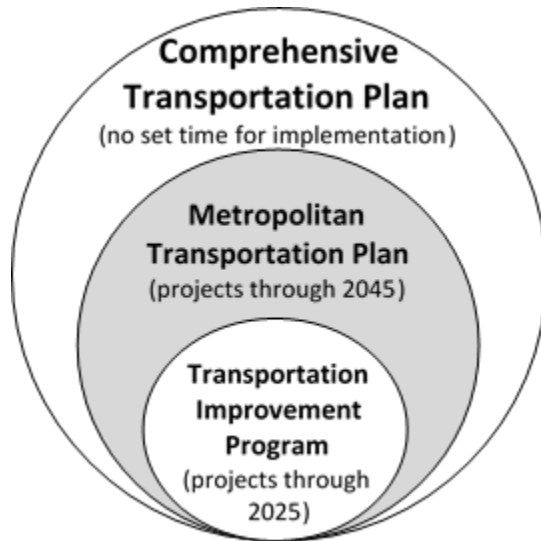 Comprehensive
Transportation Plan
(no set time for implementation)
Metropolitan
Transportation Plan
(projects through 2045)
Transportation
Improvement
Program
(projects through
2025)